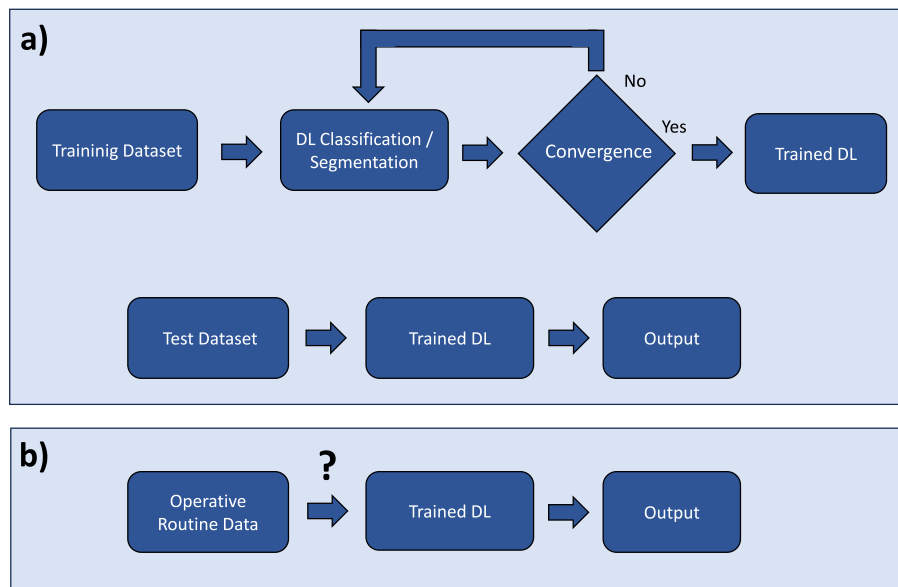 a)
No
Yes
Traininig Dataset
DL Classification /
Segmentation
Convergence
Trained DL
Test Dataset
Trained DL
Output
b)
?
Operative
Routine Data
Trained DL
Output